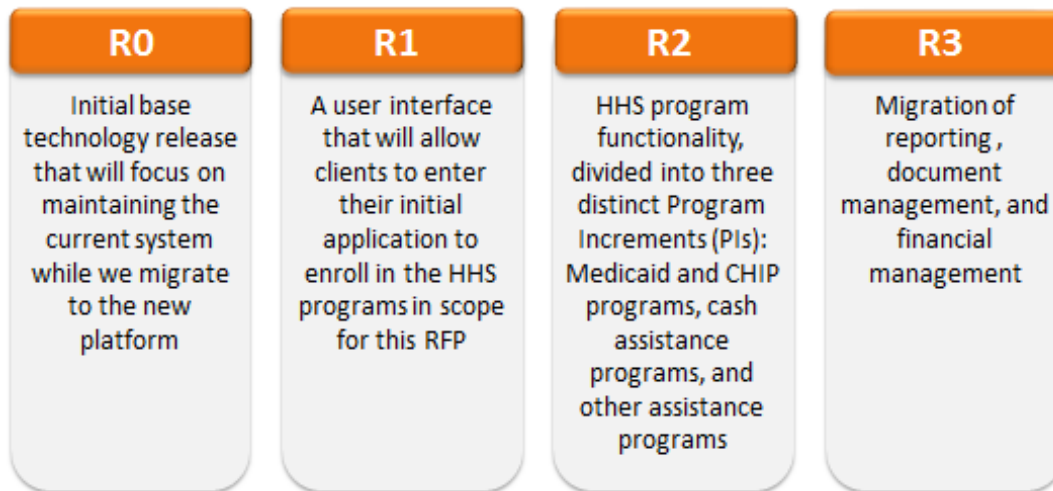 R0
Initial base
technology release
that will focus on
maintaining the
current system
while we migrate
to the new
platform
R1
A user interface
that will allow
clients to enter
their initial
application to
enroll in the HHS
programs in scope
for this RFP
R2
HHS program
functionality,
divided into three
distinct Program
Increments (PIs):
Medicaid and CHIP
programs, cash
assistance
programs, and
other assistance
programs
R3
Migration of
reporting ,
document
management, and
financial
management